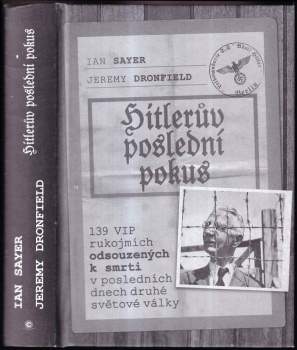 IAN SAYER
JEREMY DRONFIELD
Hitlerův poslední pokus
IAN SAYER
JEREMY DRONFIELD
Hitlerův
poslední
pokus
139 VIP
rukojmích
odsouzených
k smrti
v posledních
dnech druhé
světové války